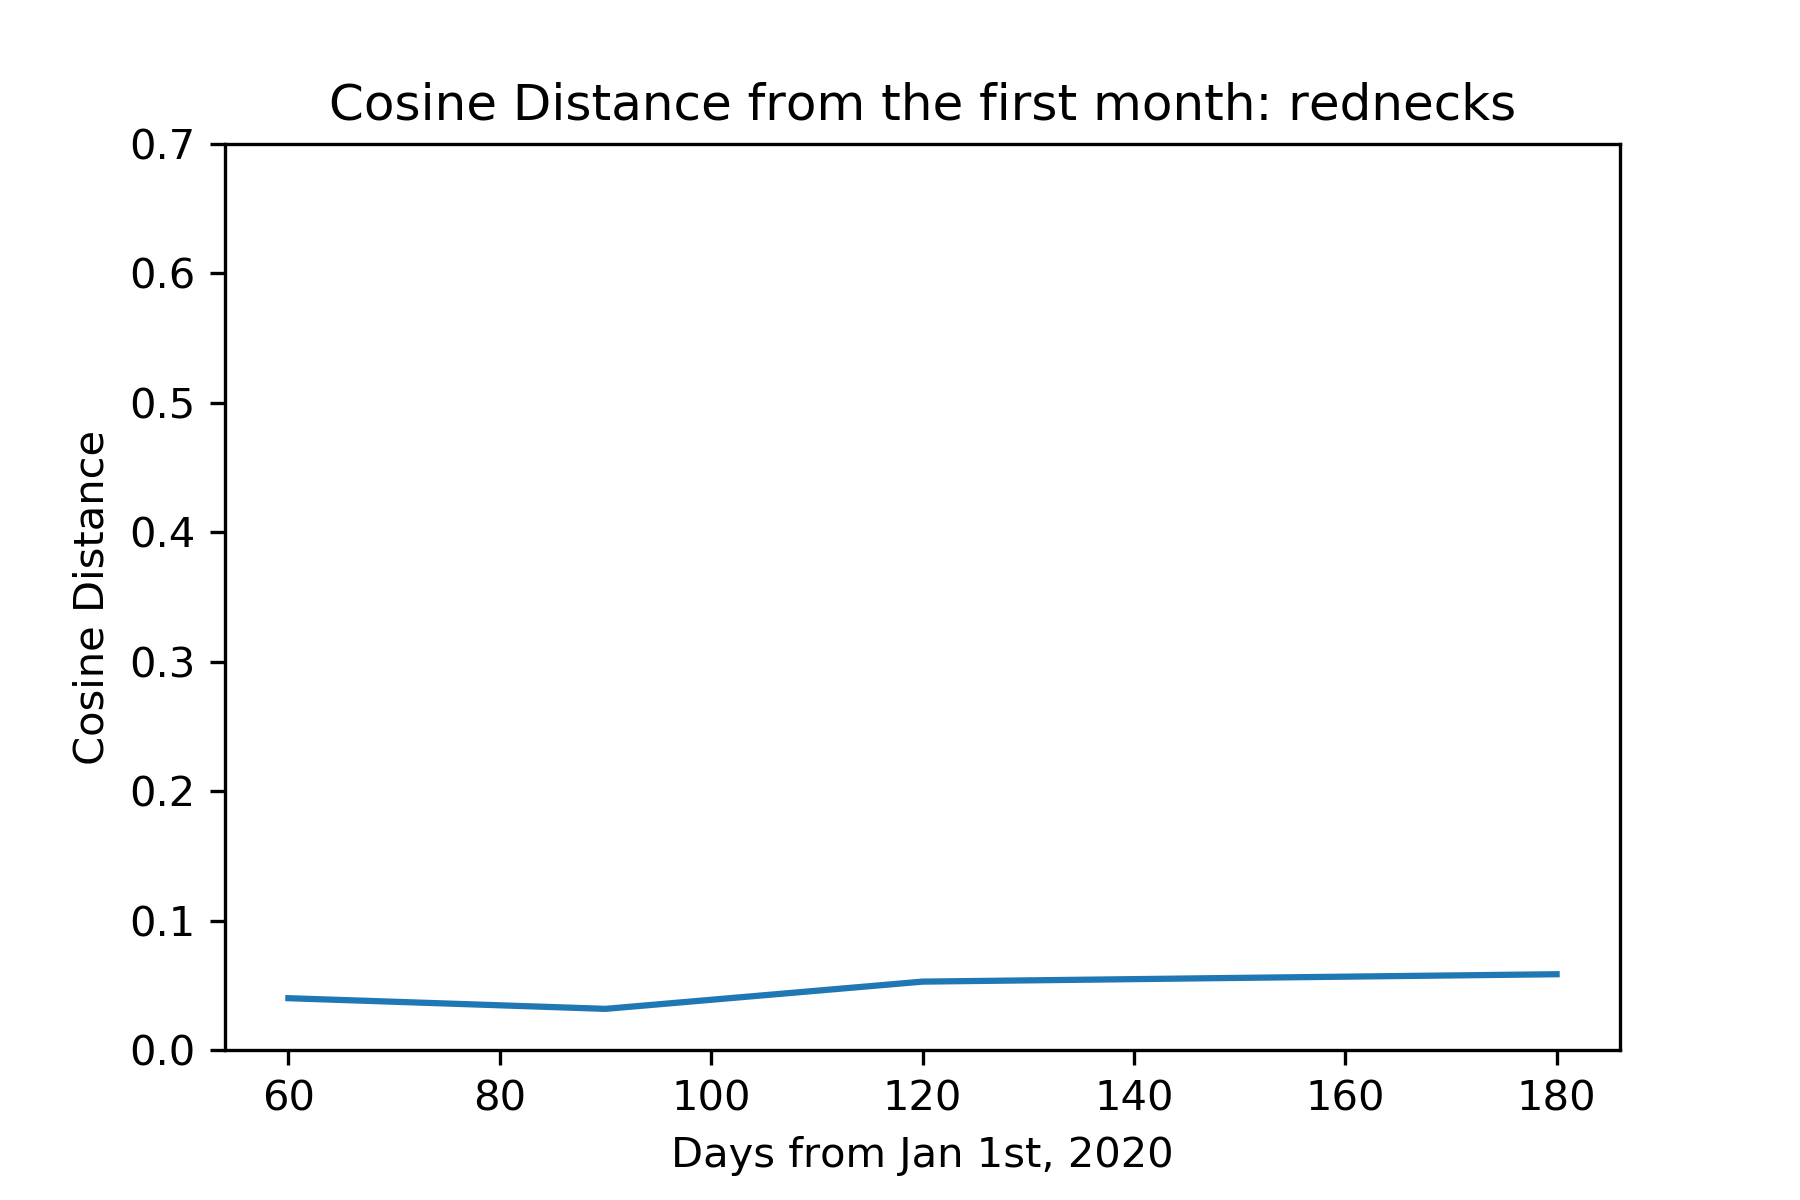 Cosine Distance from the first month: rednecks
Cosine Distance
0.7
0.6
0.5
0.4
0.3
0.2
0.1
0.0
60 80 100 120 140 160 180
Days from Jan 1st, 2020